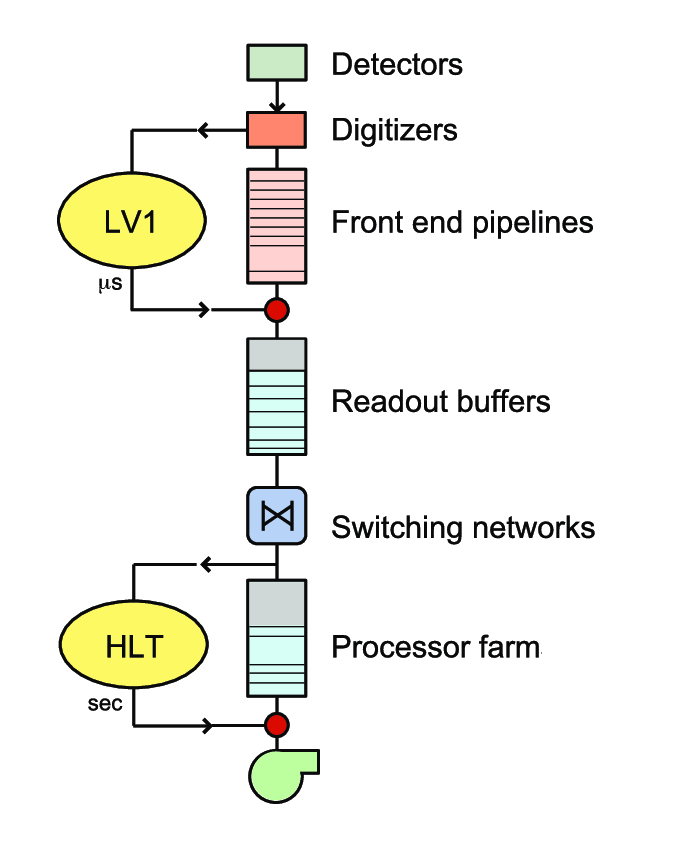 Detectors
Digitizers
LV1
Front end pipelines
μs
Readout buffers
Switching networks
HLT
Processor farm
sec